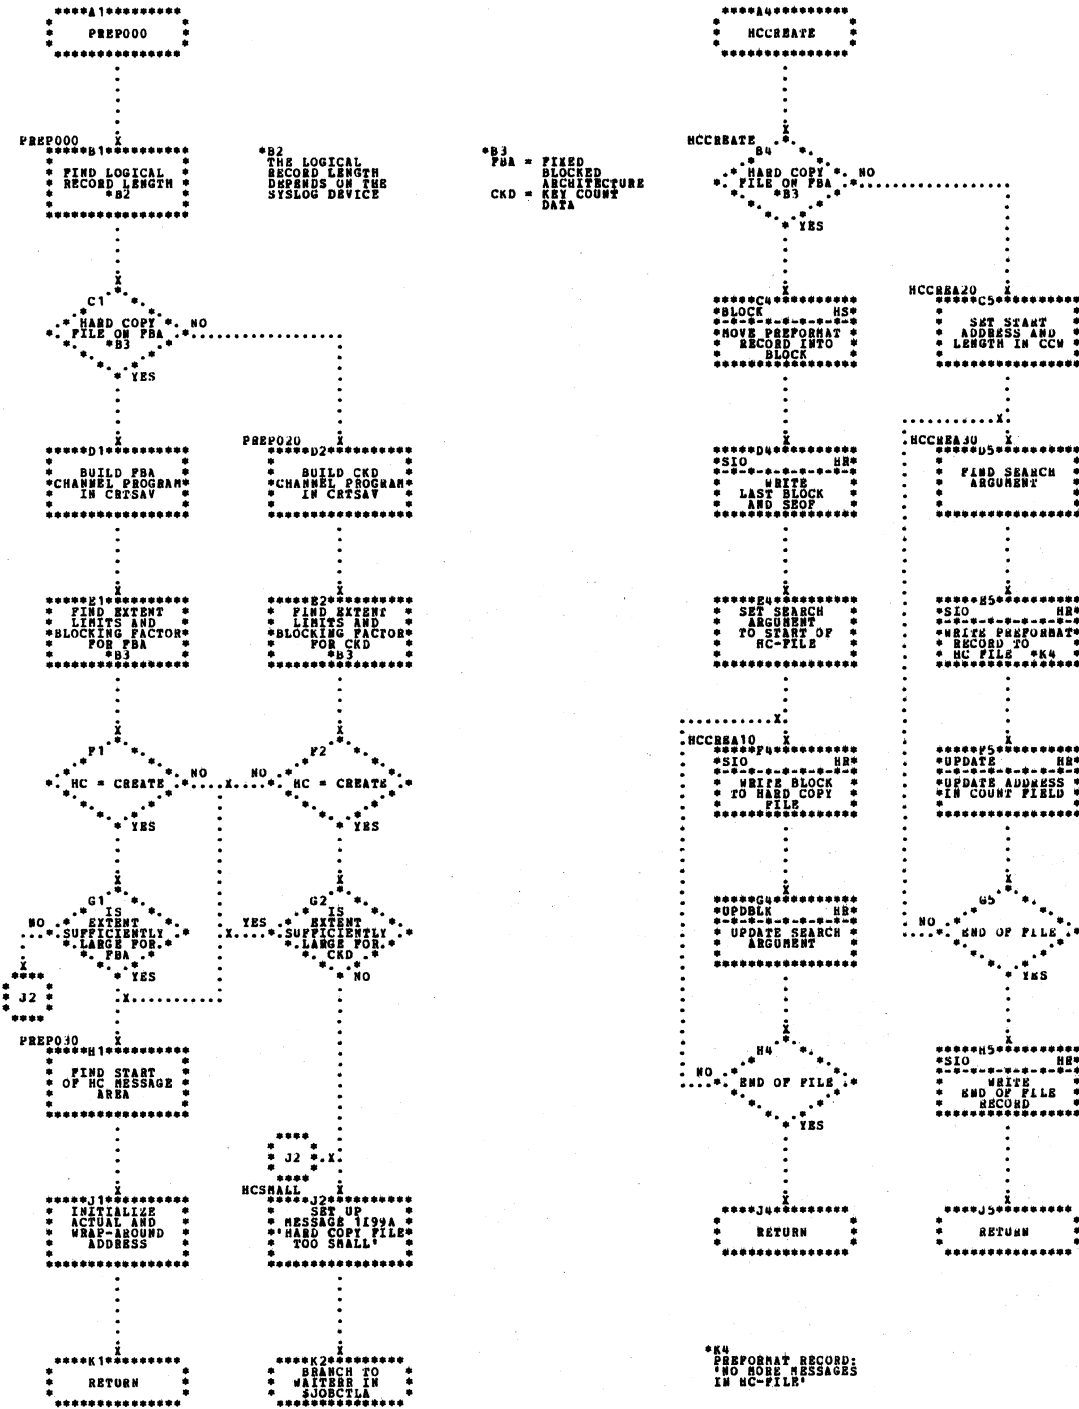 A1
PREP000
PREP000
B1
FIND LOGICAL
RECORD LENGTH
*B2
*B2
THE LOGICAL
RECORD LENGTH
DEPENDS ON THE
SYSLOG DEVICE
*B3
FBA = FIXED
BLOCKED
ARCHITECTURE
CKD = KEY COUNT
DATA
C1
HARD COPY
FILE ON FBA
*B3
NO
YES
D1
BUILD FBA
CHANNEL PROGRAM
IN CRTSAV
PREP020
D2
BUILD CKD
CHANNEL PROGRAM
IN CRTSAV
E1
FIND EXTENT
LIMITS AND
BLOCKING FACTOR
FOR FBA
*B3
E2
FIND EXTENT
LIMITS AND
BLOCKING FACTOR
FOR CKD
*B3
F1
HC = CREATE
NO
YES
F2
NO
HC = CREATE
YES
G1
IS
EXTENT
SUFFICIENTLY
LARGE FOR
FBA
NO
YES
G2
IS
EXTENT
SUFFICIENTLY
LARGE FOR
CKD
YES
NO
J2
PREP030
H1
FIND START
OF HC MESSAGE
AREA
J2
J1
INITIALIZE
ACTUAL AND
WRAP-AROUND
ADDRESS
HCSMALL
J2
SET UP
MESSAGE 1I99A
'HARD COPY FILE
TOO SMALL'
K1
RETURN
K2
BRANCH TO
WAITERR IN
$JOBCTLA
A4
HCCREATE
HCCREATE
B4
HARD COPY
FILE ON FBA
*B3
NO
YES
C4
BLOCK HS
MOVE PREFORMAT
RECORD INTO
BLOCK
HCCREA20
C5
SET START
ADDRESS AND
LENGTH IN CCW
D4
SIO HR
WRITE
LAST BLOCK
AND SEOF
HCCREA30
D5
FIND SEARCH
ARGUMENT
E4
SET SEARCH
ARGUMENT
TO START OF
HC-FILE
E5
SIO HR
WRITE PREFORMAT
RECORD TO
HC FILE *K4
HCCREA10
F4
SIO HR
WRITE BLOCK
TO HARD COPY
FILE
F5
UPDATE HR
UPDATE ADDRESS
IN COUNT FIELD
G4
UPDBLK HR
UPDATE SEARCH
ARGUMENT
G5
NO
END OF FILE
YES
H4
NO
END OF FILE
YES
H5
SIO HR
WRITE
END OF FILE
RECORD
J4
RETURN
J5
RETURN
*K4
PREFORMAT RECORD:
'NO MORE MESSAGES
IN HC-FILE'